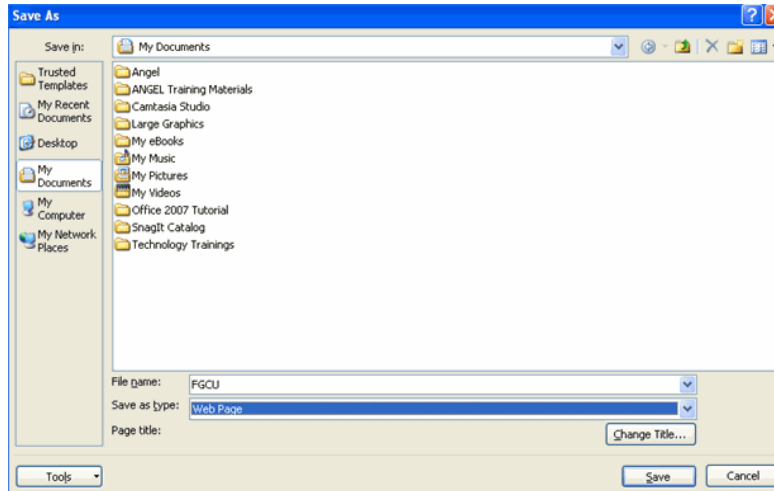 Save As
Save in:
My Documents
Trusted
Templates
My Recent
Documents
Desktop
My
Documents
My
Computer
My Network
Places
Angel
ANGEL Training Materials
Camtasia Studio
Large Graphics
My eBooks
My Music
My Pictures
My Videos
Office 2007 Tutorial
SnagIt Catalog
Technology Trainings
File name:
FGCU
Save as type:
Web Page
Page title:
Change Title...
Tools
Save
Cancel